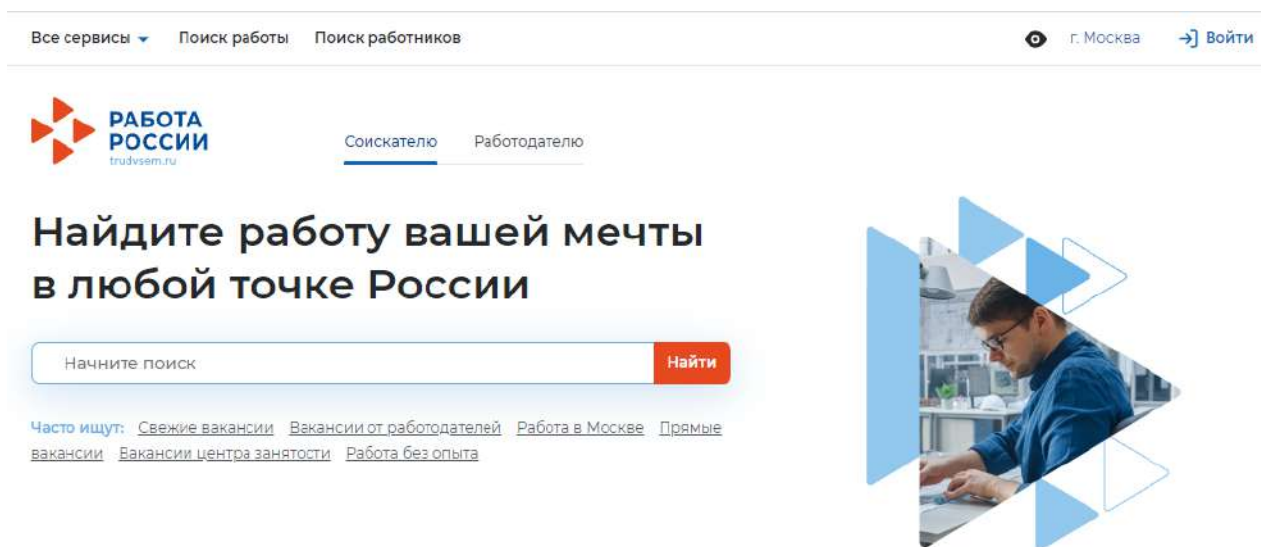 Все сервисы Поиск работы Поиск работников г. Москва Войти
РАБОТА
РОССИИ
trudvsem.ru
Соискателю Работодателю
Найдите работу вашей мечты
в любой точке России
Начните поиск Найти
Часто ищут: Свежие вакансии Вакансии от работодателей Работа в Москве Прямые
вакансии Вакансии центра занятости Работа без опыта